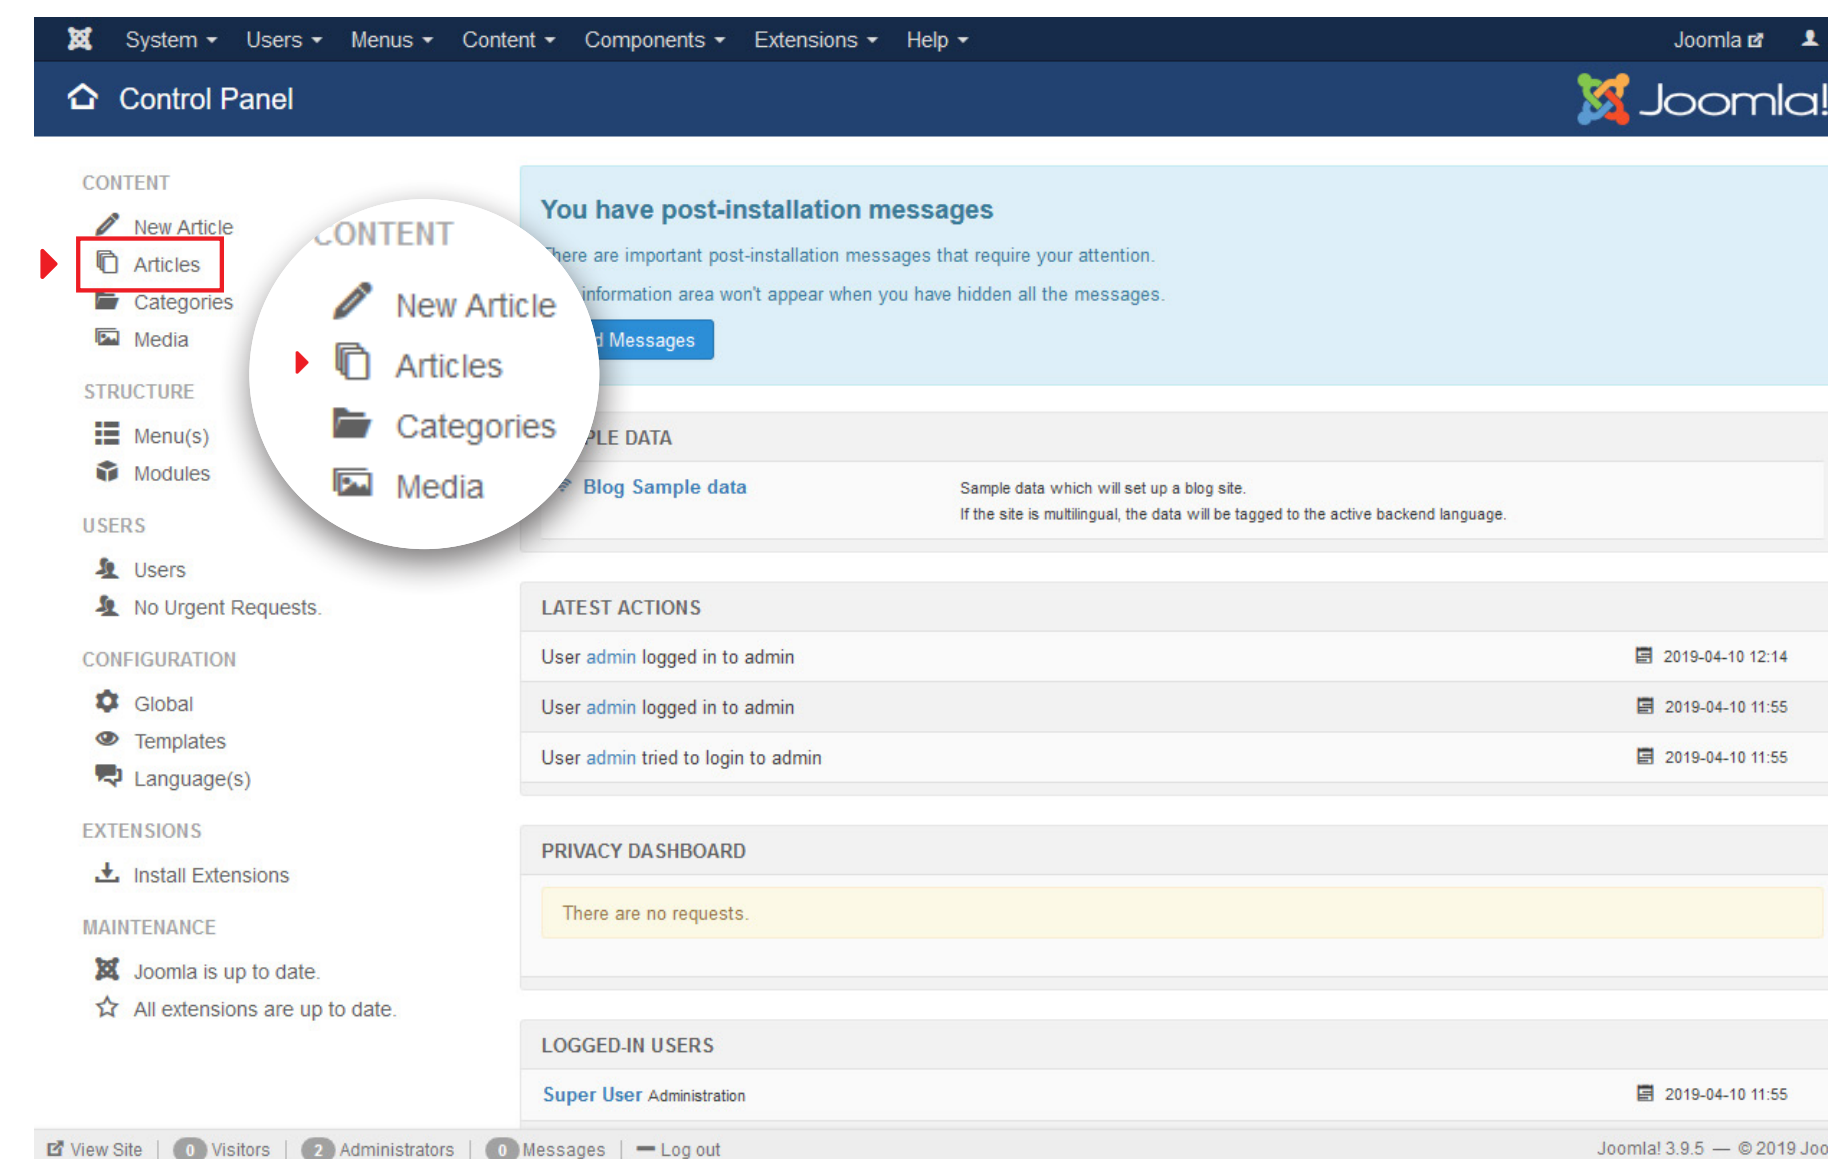 System Users Menus Content Components Extensions Help Joomla
Control Panel
Joomla!
CONTENT
New Article
Articles
Categories
Media
STRUCTURE
Menu(s)
Modules
USERS
Users
No Urgent Requests.
CONFIGURATION
Global
Templates
Language(s)
EXTENSIONS
Install Extensions
MAINTENANCE
Joomla is up to date.
All extensions are up to date.
CONTENT
New Article
Articles
Categories
Media
You have post-installation messages
There are important post-installation messages that require your attention.
information area won't appear when you have hidden all the messages.
Messages
DATA
Blog Sample data
Sample data which will set up a blog site.
If the site is multilingual, the data will be tagged to the active backend language.
LATEST ACTIONS
User admin logged in to admin 2019-04-10 12:14
User admin logged in to admin 2019-04-10 11:55
User admin tried to login to admin 2019-04-10 11:55
PRIVACY DASHBOARD
There are no requests.
LOGGED-IN USERS
Super User Administration 2019-04-10 11:55
View Site | 0 Visitors | 2 Administrators | 0 Messages | Log out Joomla! 3.9.5 — © 2019 Joo